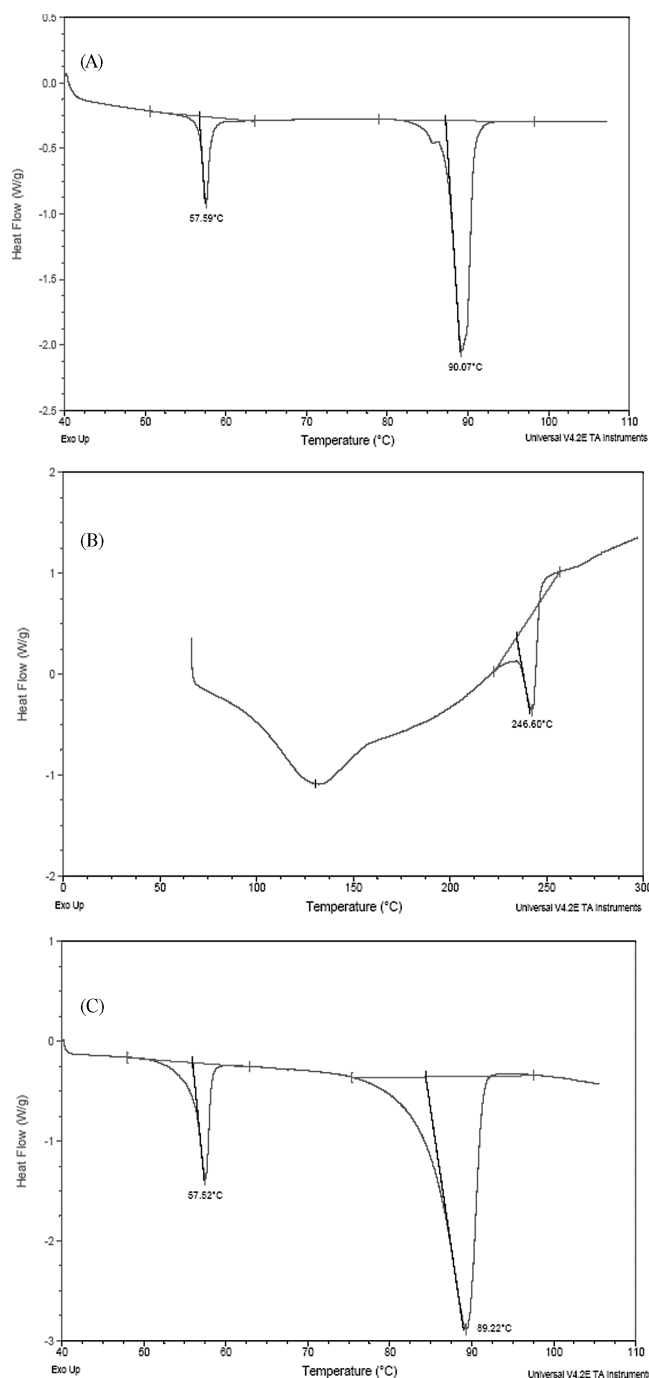 (A)
0.5
0.0
-0.5
-1.0
-1.5
-2.0
-2.5
Heat Flow (W/g)
57.59°C
90.07°C
40 50 60 70 80 90 100 110
Exo Up Temperature (°C) Universal V4.2E TA Instruments
(B)
2
1
0
-1
-2
Heat Flow (W/g)
246.60°C
0 50 100 150 200 250 300
Exo Up Temperature (°C) Universal V4.2E TA Instruments
(C)
1
0
-1
-2
-3
Heat Flow (W/g)
57.52°C
89.22°C
40 50 60 70 80 90 100 110
Exo Up Temperature (°C) Universal V4.2E TA Instruments